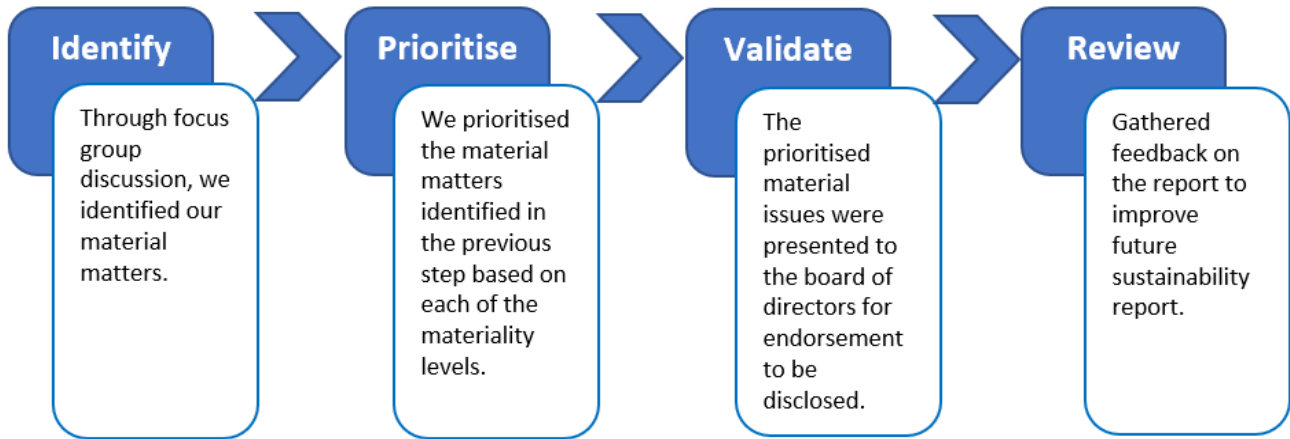 Identify
Through focus
group
discussion, we
identified our
material
matters.
Prioritise
We prioritised
the material
matters
identified in
the previous
step based on
each of the
materiality
levels.
Validate
The
prioritised
material
issues were
presented to
the board of
directors for
endorsement
to be
disclosed.
Review
Gathered
feedback on
the report to
improve
future
sustainability
report.